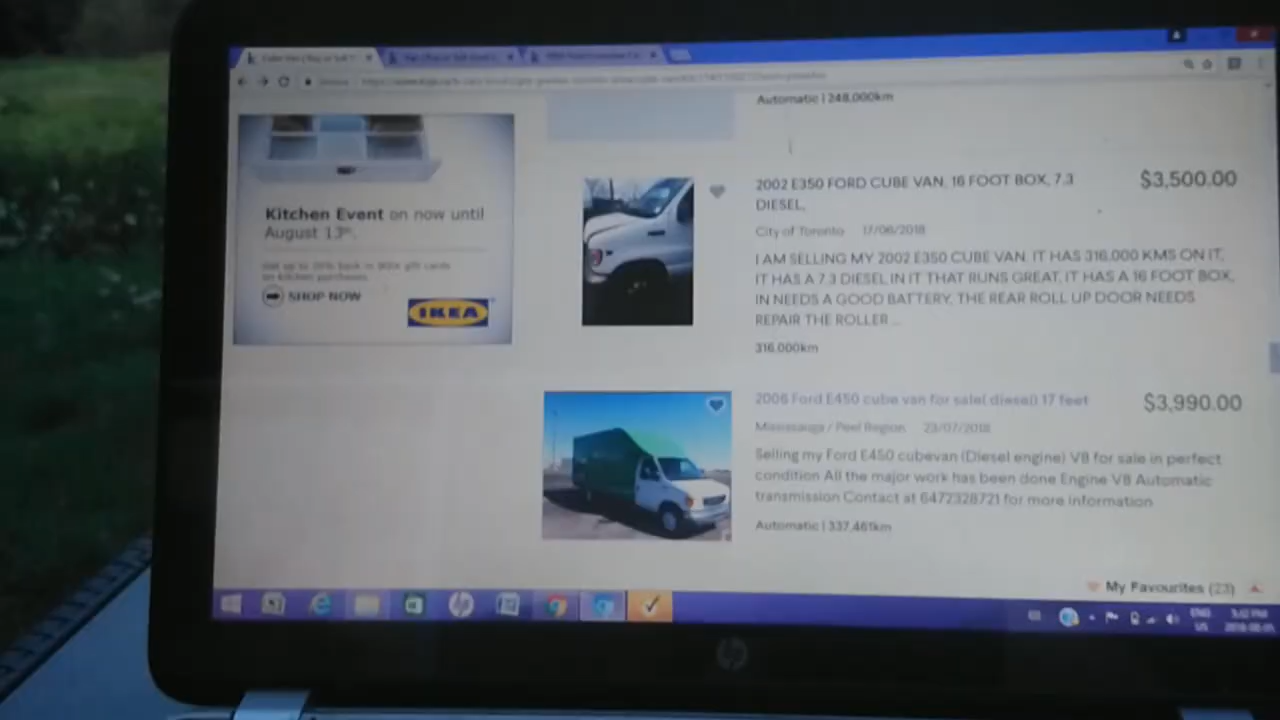 Automatic | 248,000km
Kitchen Event on now until
August 13th.
SHOP NOW
IKEA
2002 E350 FORD CUBE VAN, 16 FOOT BOX, 7.3
DIESEL,
$3,500.00
City of Toronto 17/06/2018
I AM SELLING MY 2002 E350 CUBE VAN. IT HAS 316,000 KMS ON IT,
IT HAS A 7.3 DIESEL IN IT THAT RUNS GREAT, IT HAS A 16 FOOT BOX,
IN NEEDS A GOOD BATTERY, THE REAR ROLL UP DOOR NEEDS
REPAIR THE ROLLER...
316,000km
2006 Ford E450 cube van for sale( diesel) 17 feet
$3,990.00
Mississauga / Peel Region 23/07/2018
Selling my Ford E450 cubevan (Diesel engine) V8 for sale in perfect
condition All the major work has been done Engine V8 Automatic
transmission Contact at 6472328721 for more information
Automatic | 337,461km
My Favourites (23)
ENG
US
hp